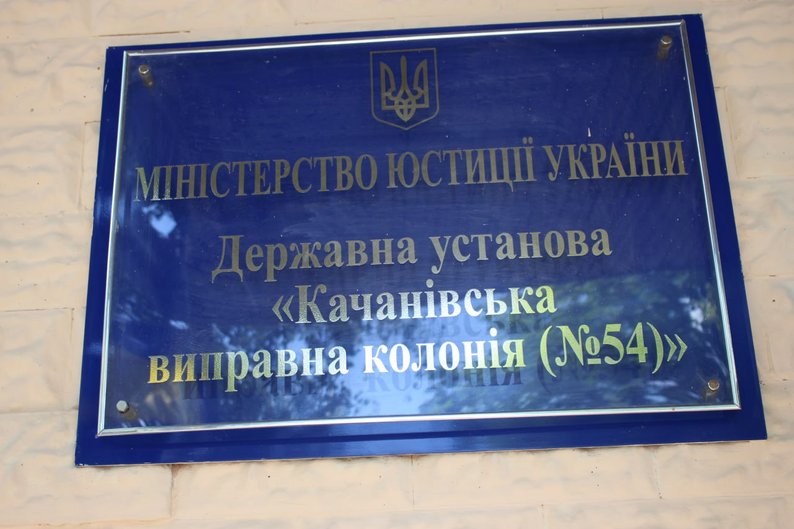 МІНІСТЕРСТВО ЮСТИЦІЇ УКРАЇНИ
Державна установа
«Качанівська
виправна колонія (№54)»